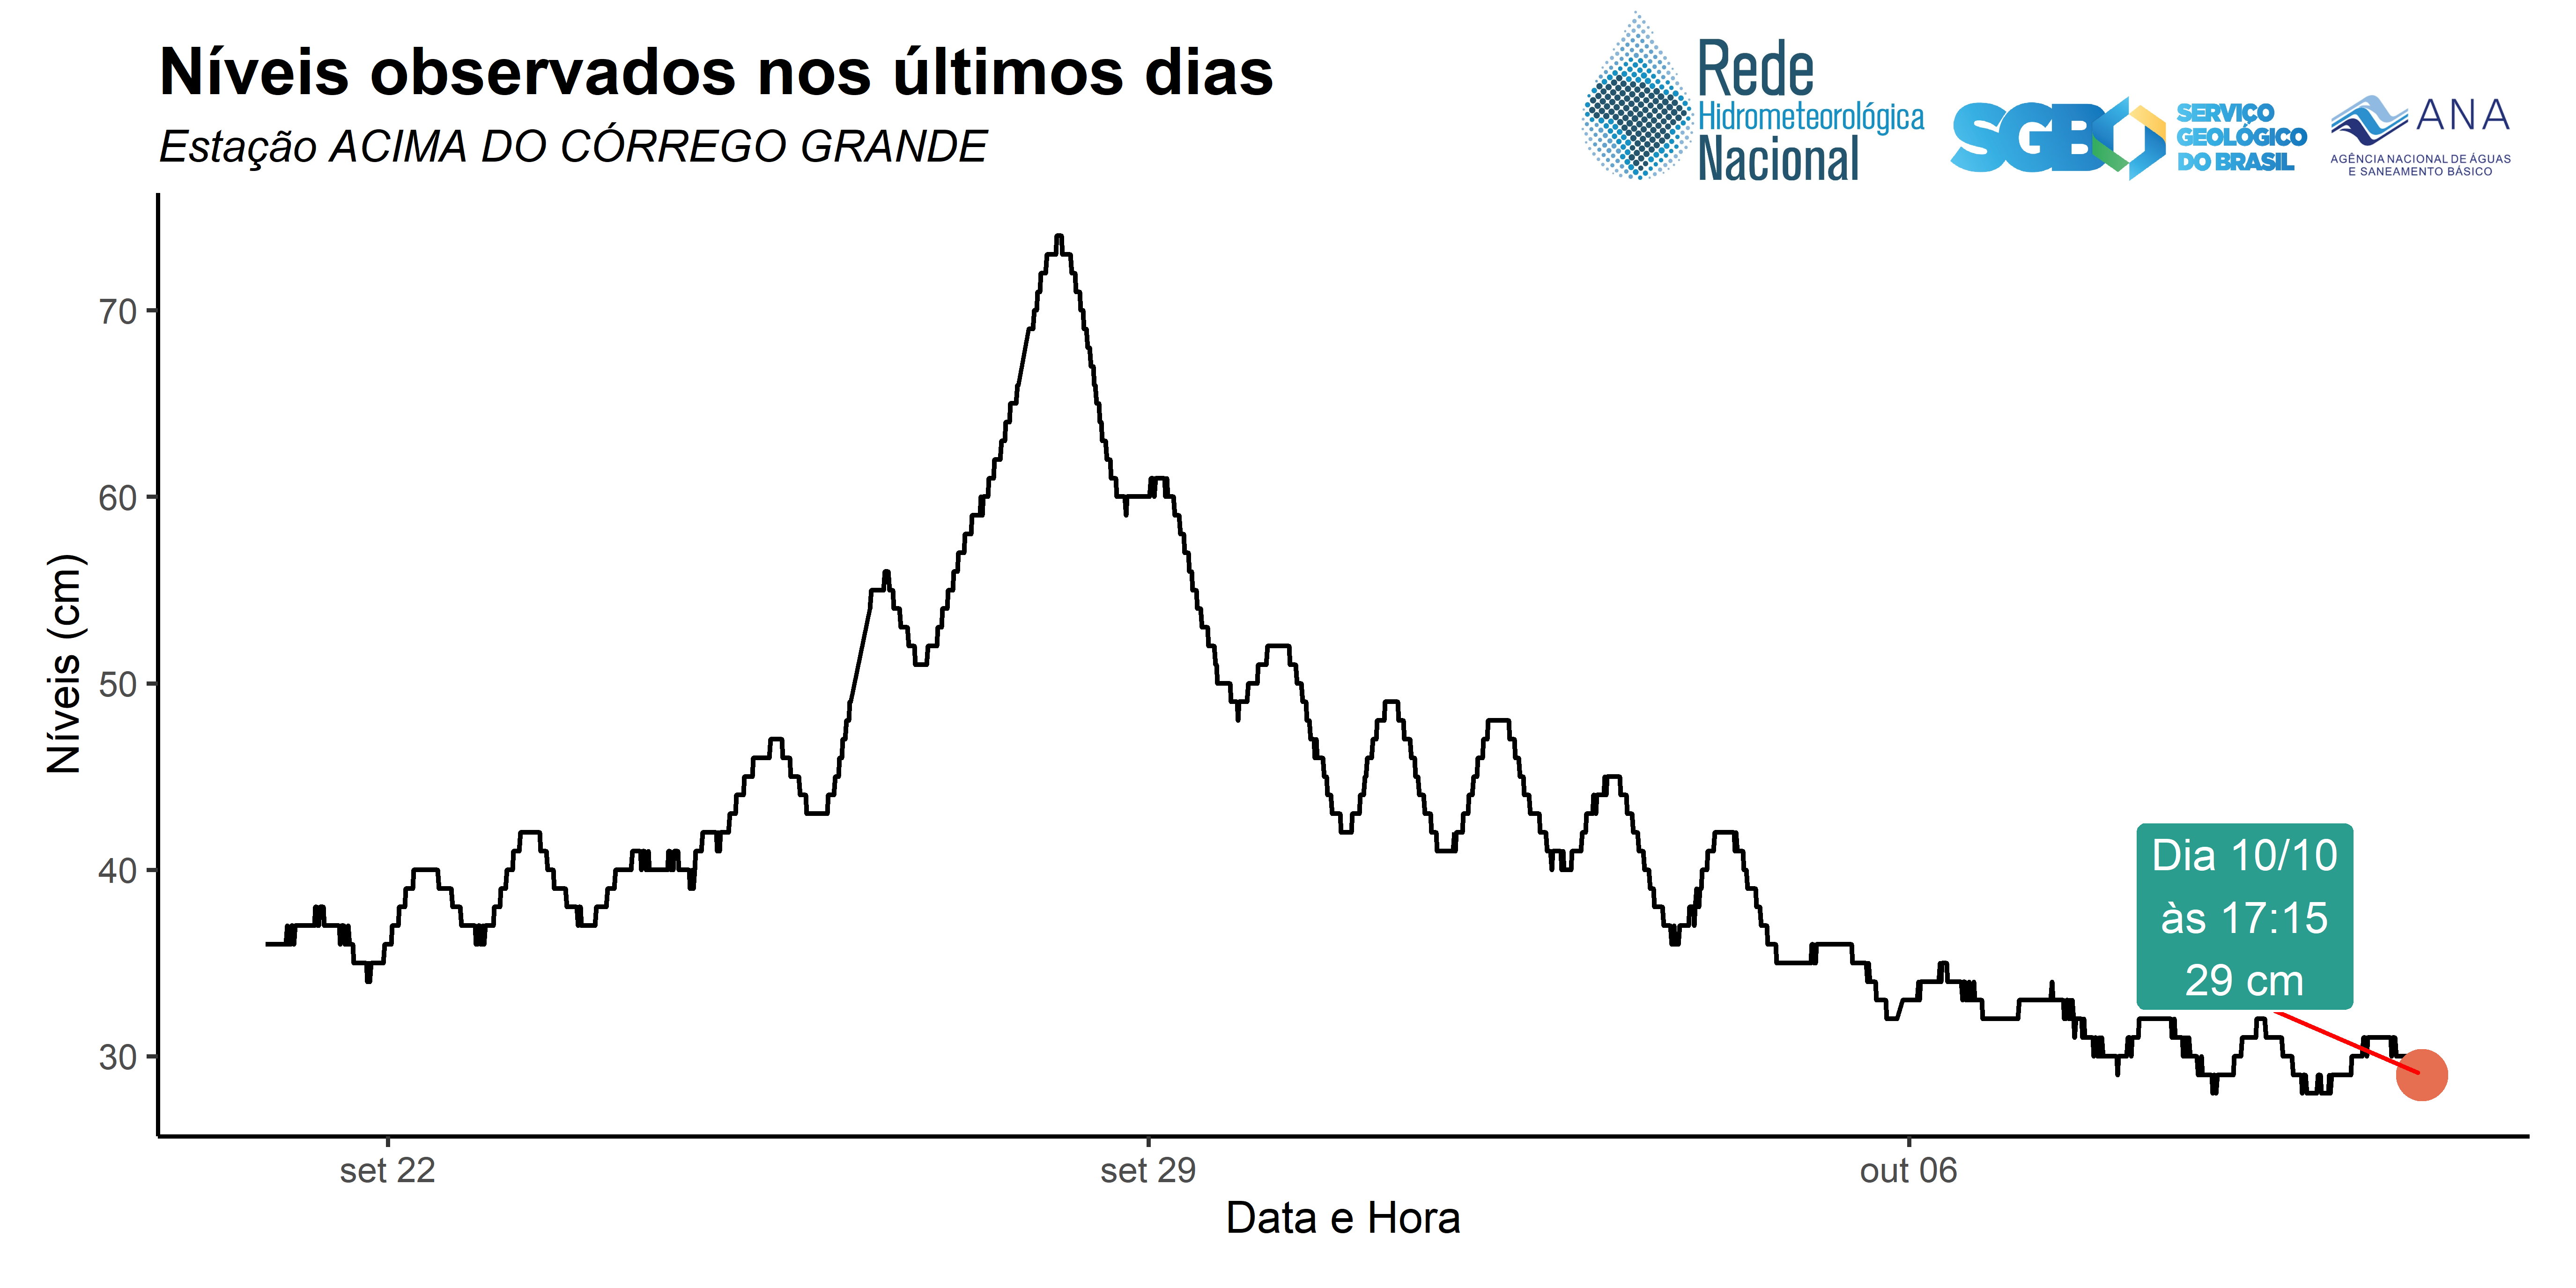 Níveis observados nos últimos dias
Estação ACIMA DO CÓRREGO GRANDE
Rede
Hidrometeorológica
Nacional
SGB
SERVIÇO
GEOLÓGICO
DO BRASIL
ANA
AGÊNCIA NACIONAL DE ÁGUAS
E SANEAMENTO BÁSICO
Níveis (cm)
70
60
50
40
30
Dia 10/10
às 17:15
29 cm
set 22
set 29
out 06
Data e Hora